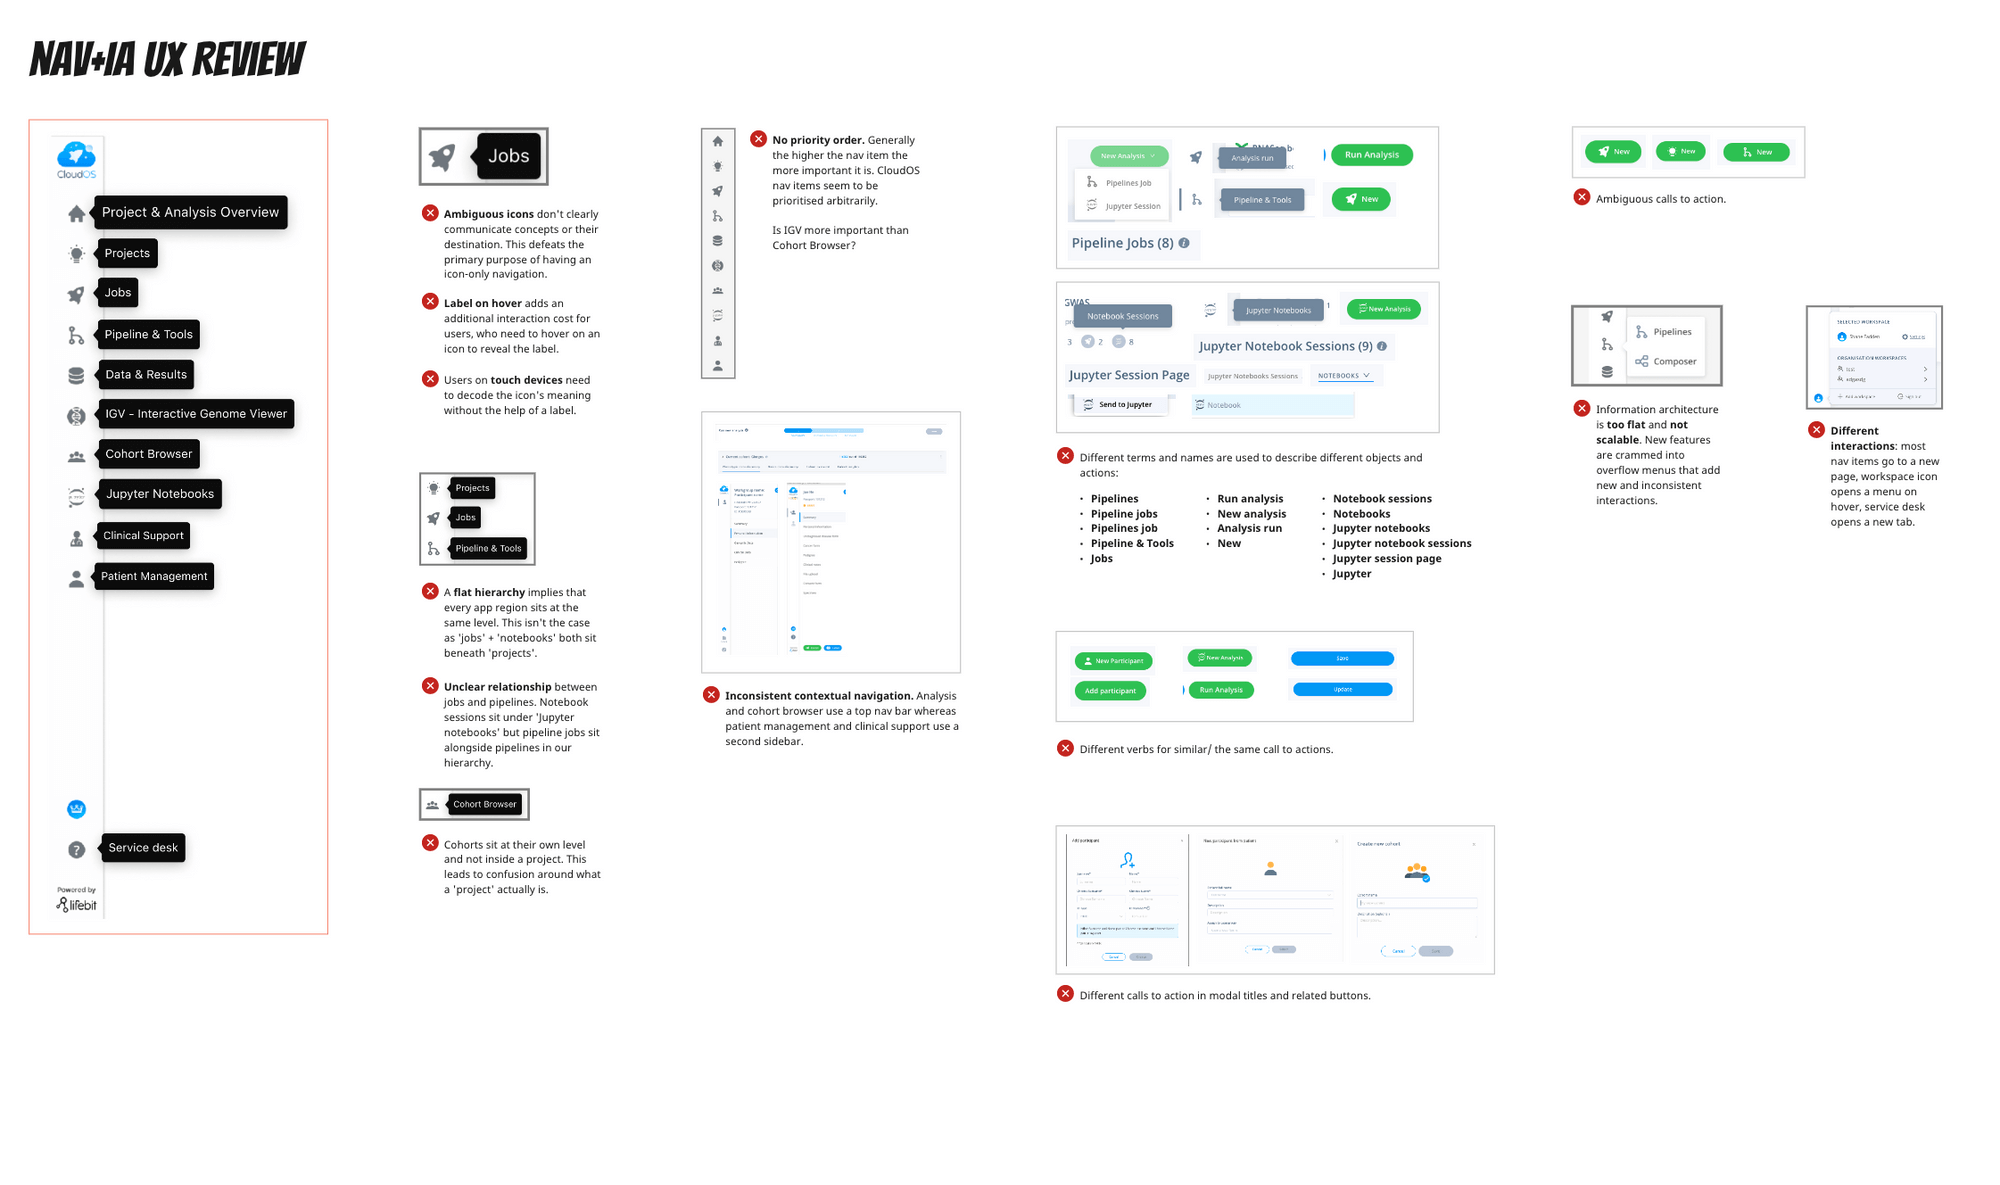 NAV+IA UX REVIEW
CloudOS
Project & Analysis Overview
Projects
Jobs
Pipeline & Tools
Data & Results
IGV - Interactive Genome Viewer
Cohort Browser
Jupyter Notebooks
Clinical Support
Patient Management
Service desk
Powered by
lifebit
Jobs
Ambiguous icons don't clearly
communicate concepts or their
destination. This defeats the
primary purpose of having an
icon-only navigation.
Label on hover adds an
additional interaction cost for
users, who need to hover on an
icon to reveal the label.
Users on touch devices need
to decode the icon's meaning
without the help of a label.
Projects
Jobs
Pipeline & Tools
A flat hierarchy implies that
every app region sits at the
same level. This isn't the case
as 'jobs' + 'notebooks' both sit
beneath 'projects'.
Unclear relationship between
jobs and pipelines. Notebook
sessions sit under 'Jupyter
notebooks' but pipeline jobs sit
alongside pipelines in our
hierarchy.
Cohort Browser
Cohorts sit at their own level
and not inside a project. This
leads to confusion around what
a 'project' actually is.
No priority order. Generally
the higher the nav item the
more important it is. CloudOS
nav items seem to be
prioritised arbitrarily.
Is IGV more important than
Cohort Browser?
Inconsistent contextual navigation. Analysis
and cohort browser use a top nav bar whereas
patient management and clinical support use a
second sidebar.
New Analysis
Pipelines Job
Jupyter Session
Analysis run
Run Analysis
Pipeline & Tools
New
Pipeline Jobs (8)
GWAS
Notebook Sessions
3 2 8
Jupyter Notebooks
1
New Analysis
Jupyter Notebook Sessions (9)
Jupyter Session Page
Jupyter Notebooks Sessions
NOTEBOOKS
Send to Jupyter
Notebook
Different terms and names are used to describe different objects and
actions:
• Pipelines
• Pipeline jobs
• Pipelines job
• Pipeline & Tools
• Jobs
• Run analysis
• New analysis
• Analysis run
• New
• Notebook sessions
• Notebooks
• Jupyter notebooks
• Jupyter notebook sessions
• Jupyter session page
• Jupyter
New Participant
New Analysis
Save
Add participant
Run Analysis
Update
Different verbs for similar/ the same call to actions.
Add participant
New participant from cohort
Create new cohort
Cancel
Cancel
Different calls to action in modal titles and related buttons.
New
New
New
Ambiguous calls to action.
Pipelines
Composer
Information architecture
is too flat and not
scalable. New features
are crammed into
overflow menus that add
new and inconsistent
interactions.
SELECTED WORKSPACE
ORGANISATION WORKSPACES
Different
interactions: most
nav items go to a new
page, workspace icon
opens a menu on
hover, service desk
opens a new tab.